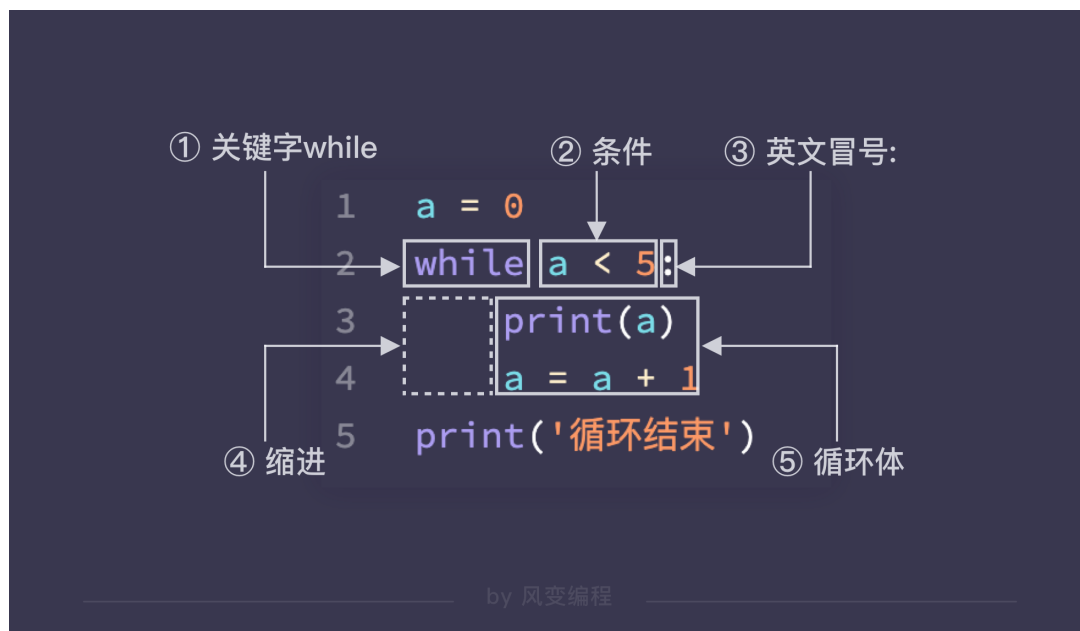 ① 关键字while
② 条件
③ 英文冒号:
1 a = 0
2 while a < 5:
3 print(a)
4 a = a + 1
5 print('循环结束')
④ 缩进
⑤ 循环体
by 风变编程